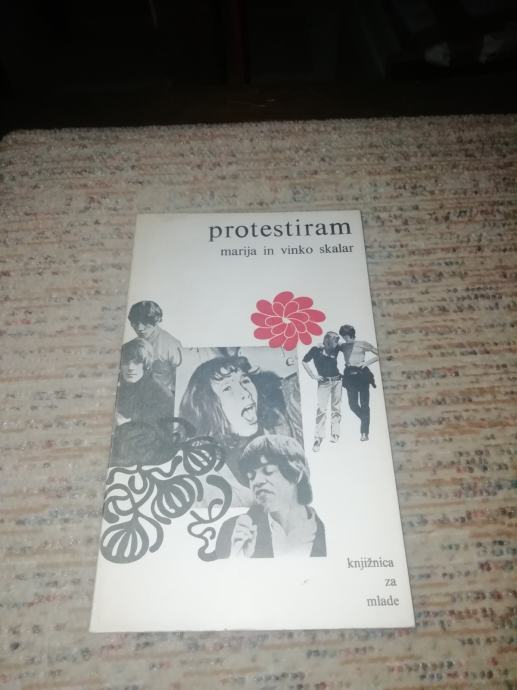 protestiram
marija in vinko skalar
knjižnica
za
mlade